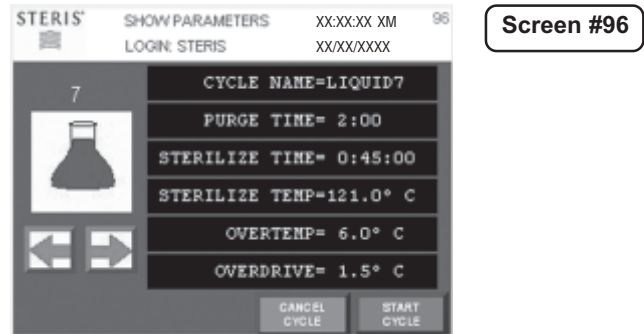 STERIS® SHOW PARAMETERS XX:XX:XX XM 96
LOGIN: STERIS XX/XX/XXXX
Screen #96
7
CYCLE NAME=LIQUID7
PURGE TIME= 2:00
STERILIZE TIME= 0:45:00
STERILIZE TEMP=121.0° C
OVERTEMP= 6.0° C
OVERDRIVE= 1.5° C
CANCEL CYCLE
START CYCLE